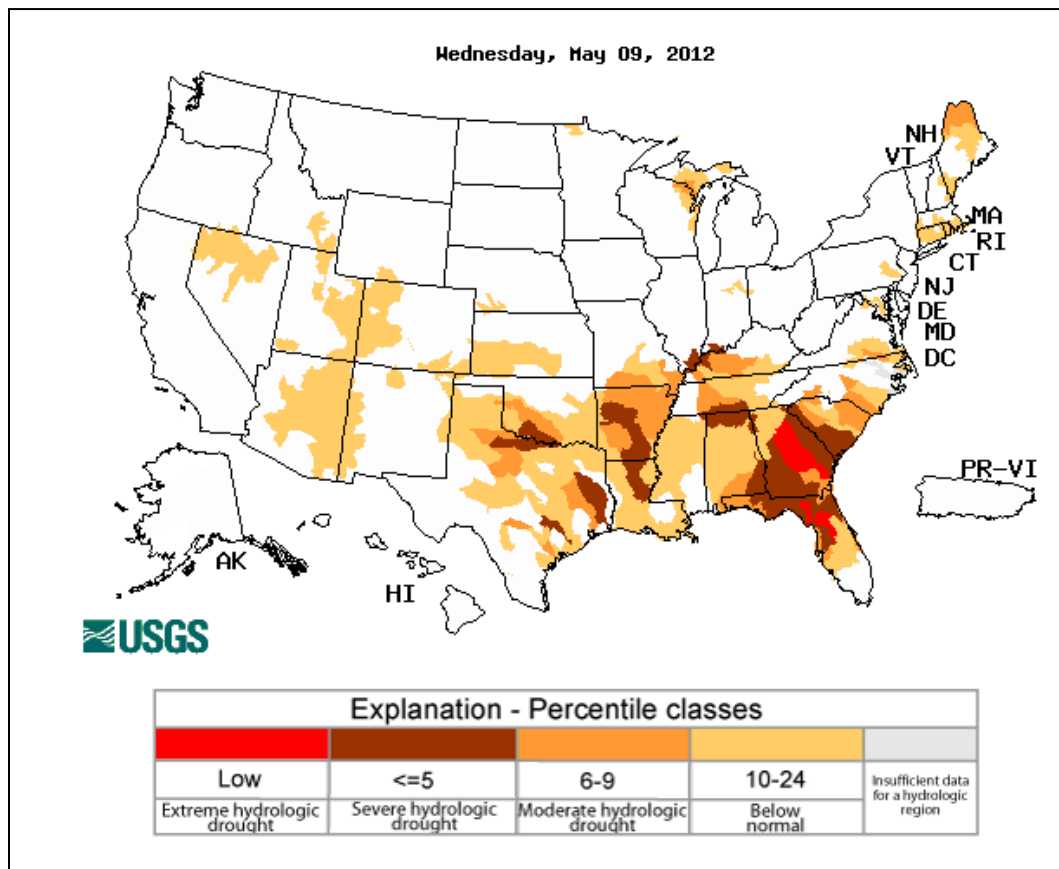 Wednesday, May 09, 2012
NH
VT
MA
RI
CT
NJ
DE
MD
DC
PR-VI
AK
HI
USGS
Explanation - Percentile classes
Low <=5 6-9 10-24 Insufficient data
for a hydrologic
region
Extreme hydrologic Severe hydrologic Moderate hydrologic Below
drought drought drought normal